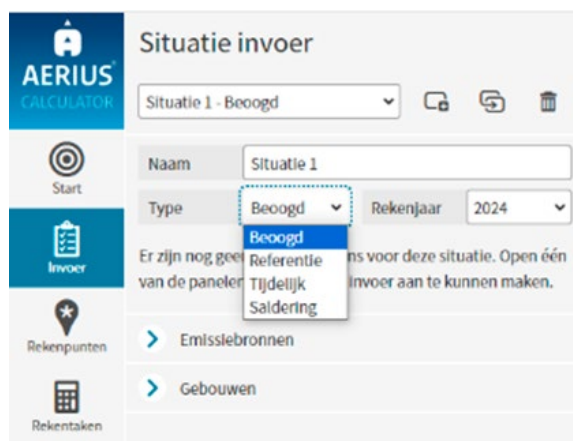 AERIUS
CALCULATOR
Start
Invoer
Rekenpunten
Rekentaken
Situatie invoer
Situatie 1 - Beoogd
Naam Situatie 1
Type Beoogd Rekenjaar 2024
Beoogd
Referentie
Tijdelijk
Saldering
Er zijn nog gee ns voor deze situatie. Open één
van de panelen invoer aan te kunnen maken.
Emissiebronnen
Gebouwen